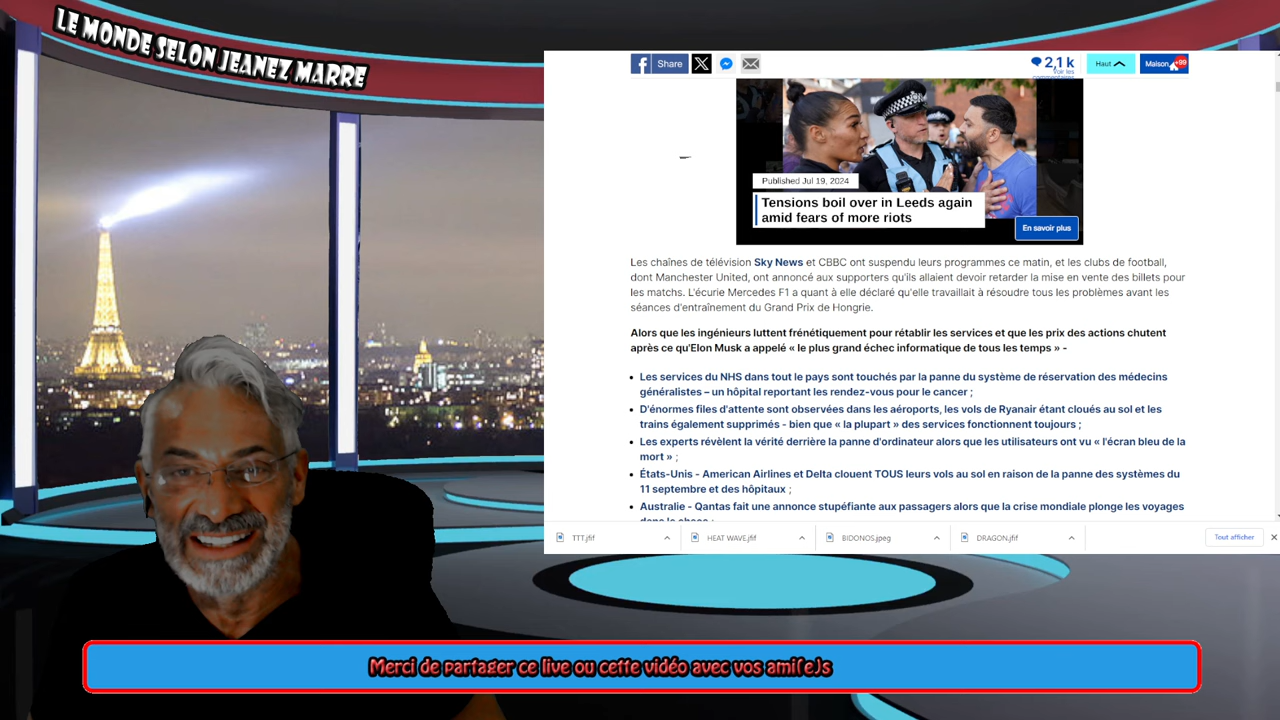 LE MONDE SELON JEANEZ MARRE
Share
2,1 k
Voir les
commentaires
Haut
Maison
+99
Published Jul 19, 2024
Tensions boil over in Leeds again
amid fears of more riots
En savoir plus
Les chaînes de télévision Sky News et CBBC ont suspendu leurs programmes ce matin, et les clubs de football,
dont Manchester United, ont annoncé aux supporters qu'ils allaient devoir retarder la mise en vente des billets pour
les matchs. L'écurie Mercedes F1 a quant à elle déclaré qu'elle travaillait à résoudre tous les problèmes avant les
séances d'entraînement du Grand Prix de Hongrie.
Alors que les ingénieurs luttent frénétiquement pour rétablir les services et que les prix des actions chutent
après ce qu'Elon Musk a appelé « le plus grand échec informatique de tous les temps » -
Les services du NHS dans tout le pays sont touchés par la panne du système de réservation des médecins
généralistes – un hôpital reportant les rendez-vous pour le cancer ;
D'énormes files d'attente sont observées dans les aéroports, les vols de Ryanair étant cloués au sol et les
trains également supprimés - bien que « la plupart » des services fonctionnent toujours ;
Les experts révèlent la vérité derrière la panne d'ordinateur alors que les utilisateurs ont vu « l'écran bleu de la
mort » ;
États-Unis - American Airlines et Delta clouent TOUS leurs vols au sol en raison de la panne des systèmes du
11 septembre et des hôpitaux ;
Australie - Qantas fait une annonce stupéfiante aux passagers alors que la crise mondiale plonge les voyages
dans le chaos ;
TTT.jfif
HEAT WAVE.jfif
BIDONOS.jpeg
DRAGON.jfif
Tout afficher
Merci de partager ce live ou cette vidéo avec vos ami(e)s